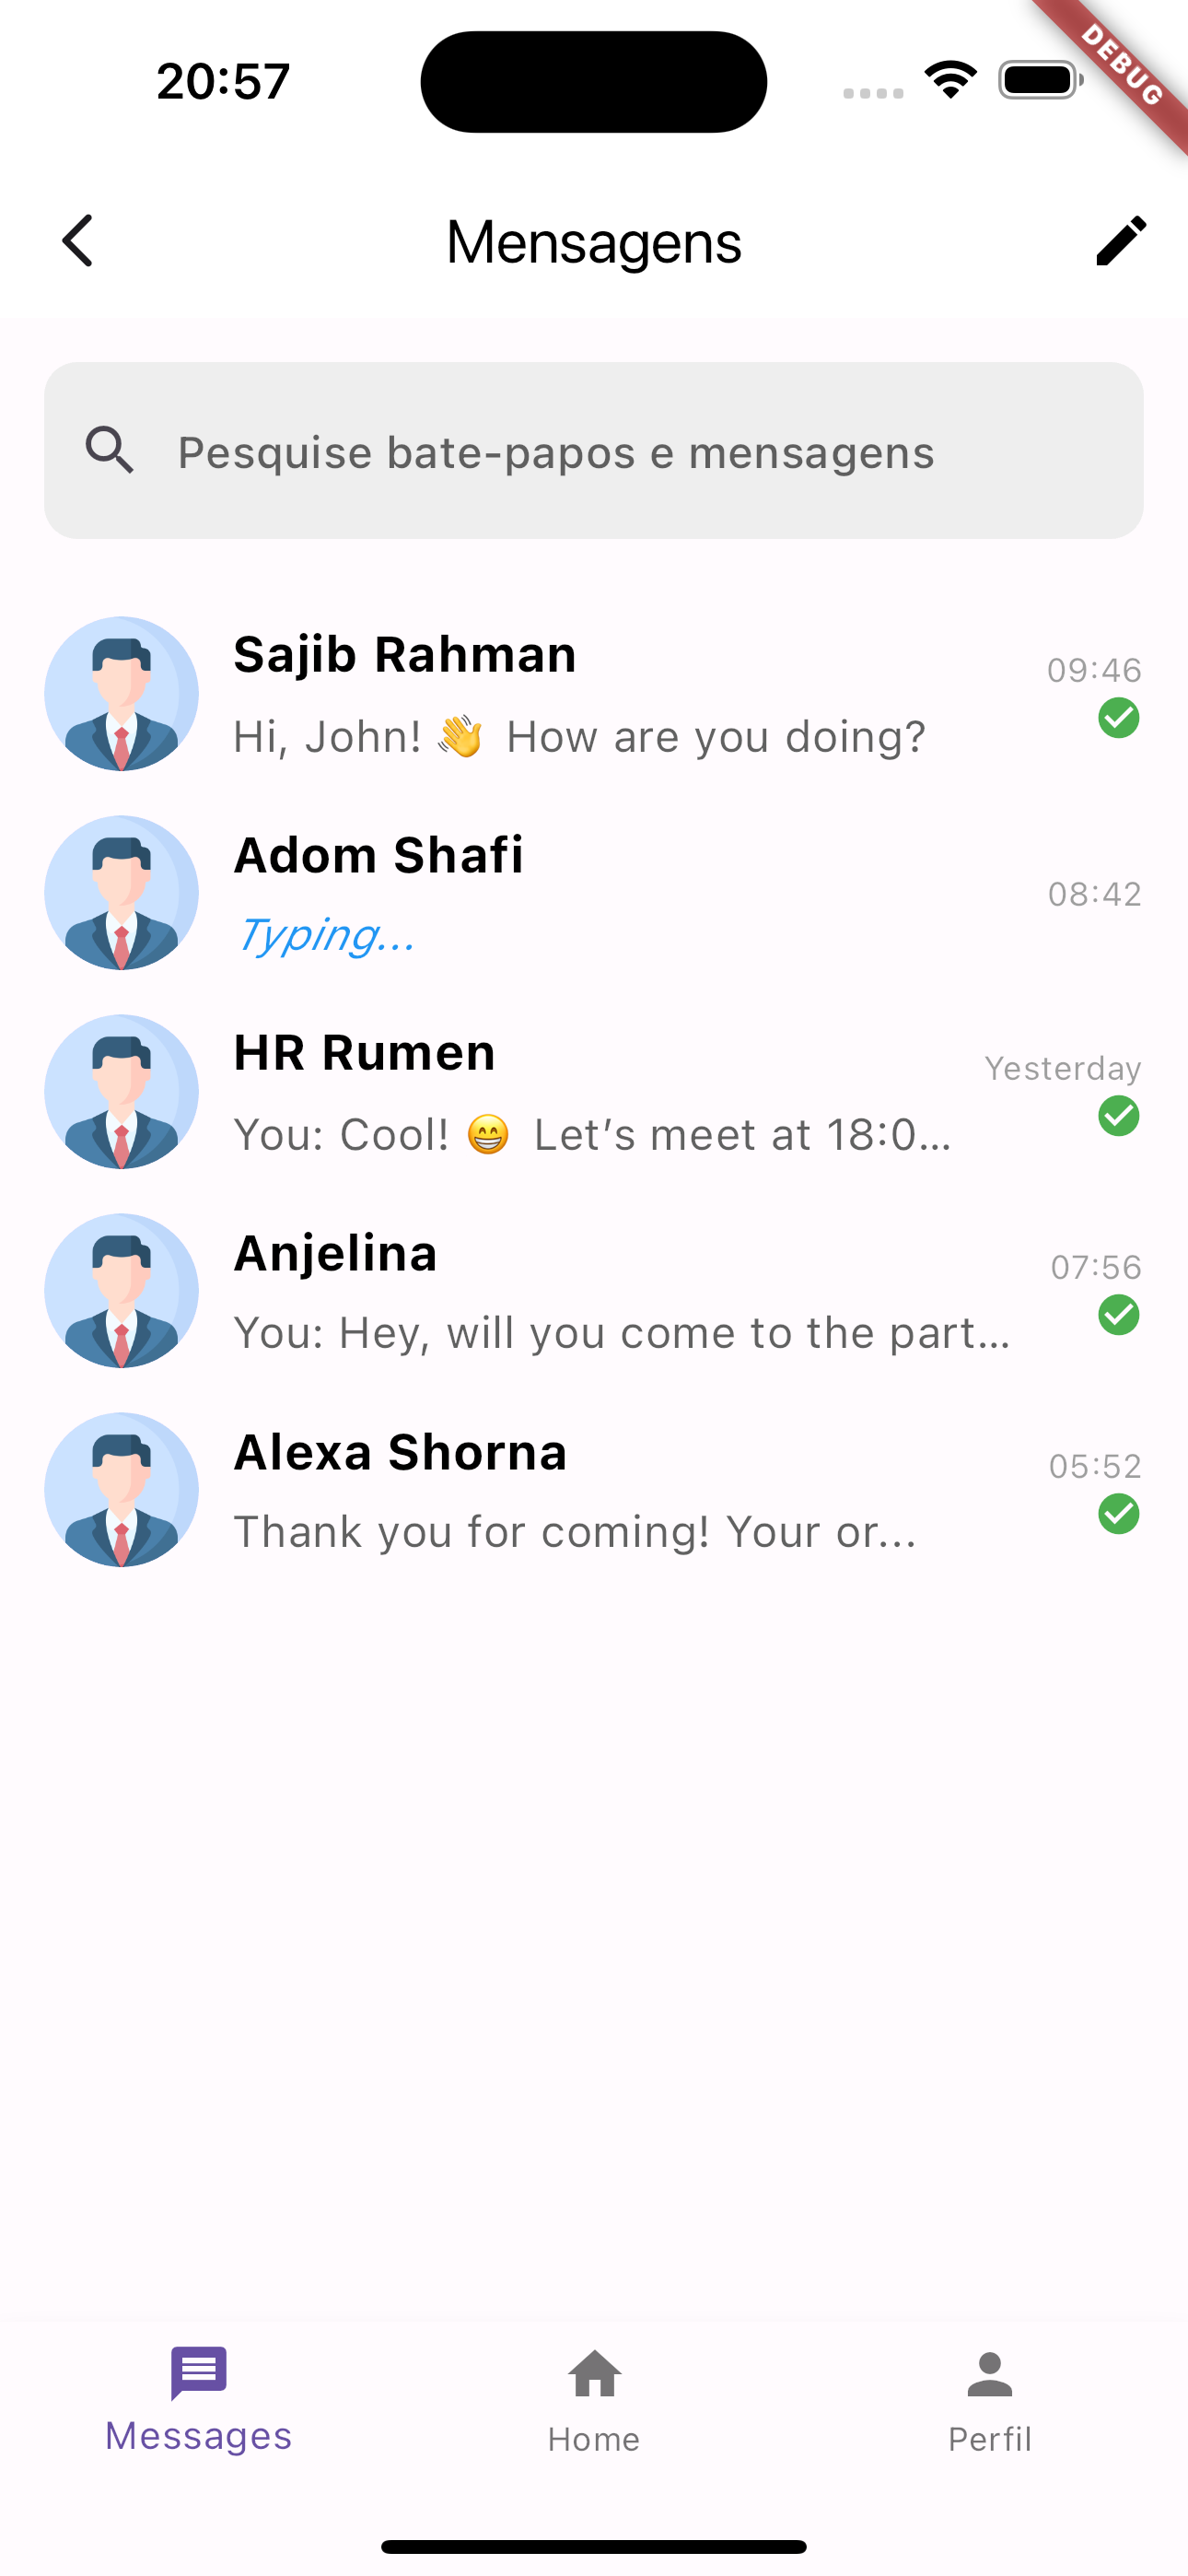 20:57
DEBUG
Mensagens
Pesquise bate-papos e mensagens
Sajib Rahman
09:46
Hi, John! 👋 How are you doing?
Adom Shafi
08:42
Typing...
HR Rumen
Yesterday
You: Cool! 😁 Let’s meet at 18:0...
Anjelina
07:56
You: Hey, will you come to the part...
Alexa Shorna
05:52
Thank you for coming! Your or...
Messages
Home
Perfil